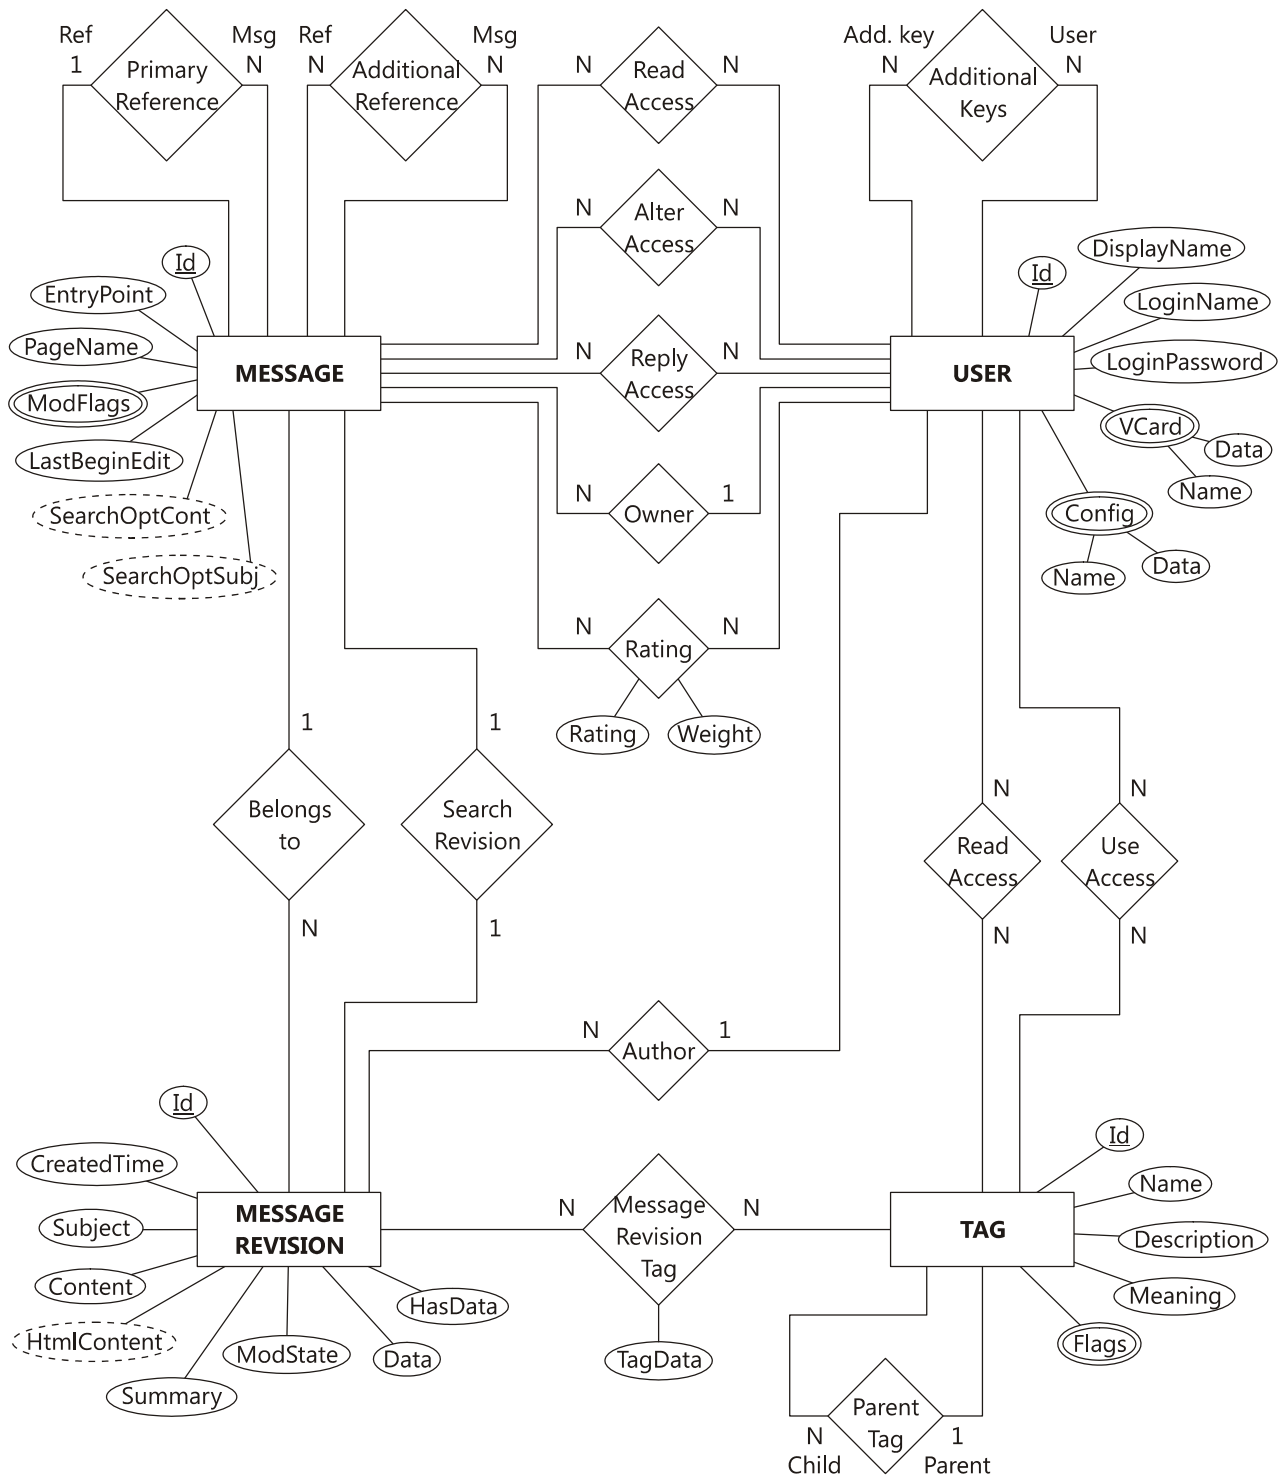 Ref
1
Primary
Reference
Msg
N
Ref
N
Additional
Reference
Msg
N
N
Read
Access
N
Add. key
N
Additional
Keys
User
N
N
Alter
Access
N
Id
EntryPoint
PageName
ModFlags
LastBeginEdit
SearchOptCont
SearchOptSubj
MESSAGE
N
Reply
Access
N
USER
Id
DisplayName
LoginName
LoginPassword
VCard
Data
Name
Config
Data
Name
N
Owner
1
N
Rating
N
Rating
Weight
1
Belongs
to
N
1
Search
Revision
1
N
Read
Access
N
N
Use
Access
N
N
Author
1
Id
CreatedTime
Subject
Content
HtmlContent
Summary
ModState
Data
HasData
MESSAGE
REVISION
N
Message
Revision
Tag
N
TagData
TAG
Id
Name
Description
Meaning
Flags
Parent
Tag
N
Child
1
Parent